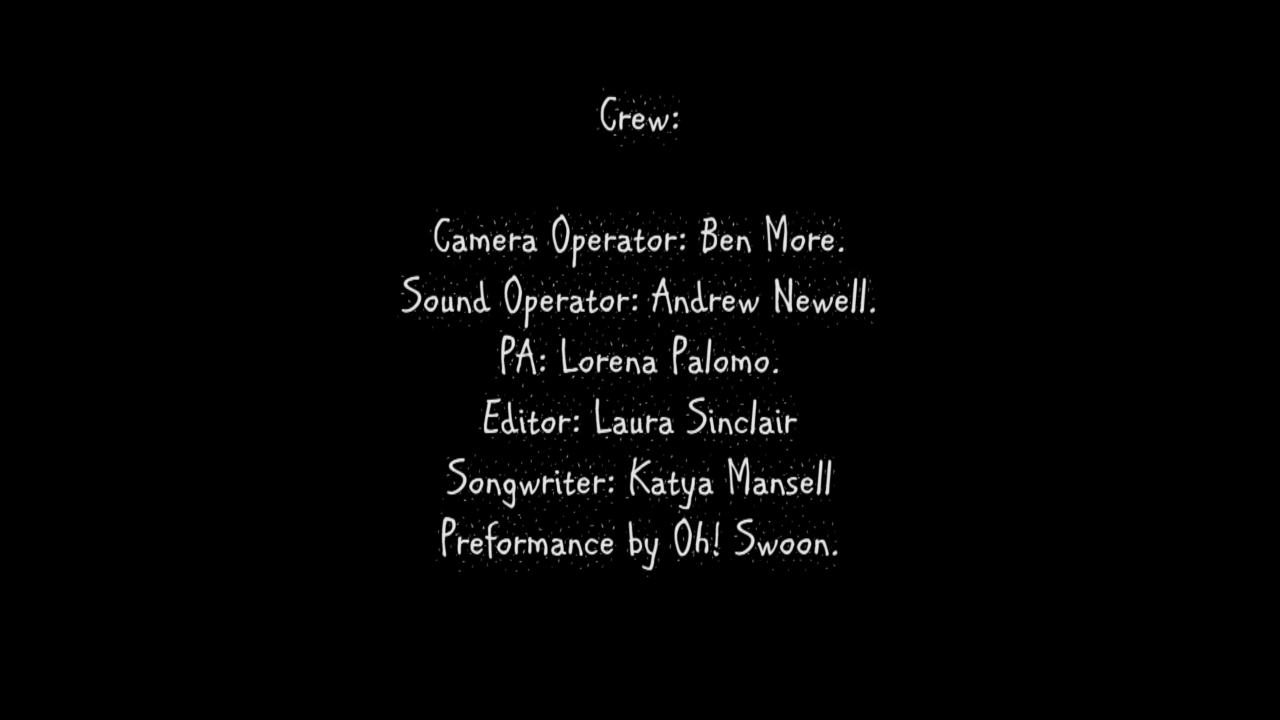 Crew:
Camera Operator: Ben More.
Sound Operator: Andrew Newell.
PA: Lorena Palomo.
Editor: Laura Sinclair
Songwriter: Katya Mansell
Preformance by Oh! Swoon.